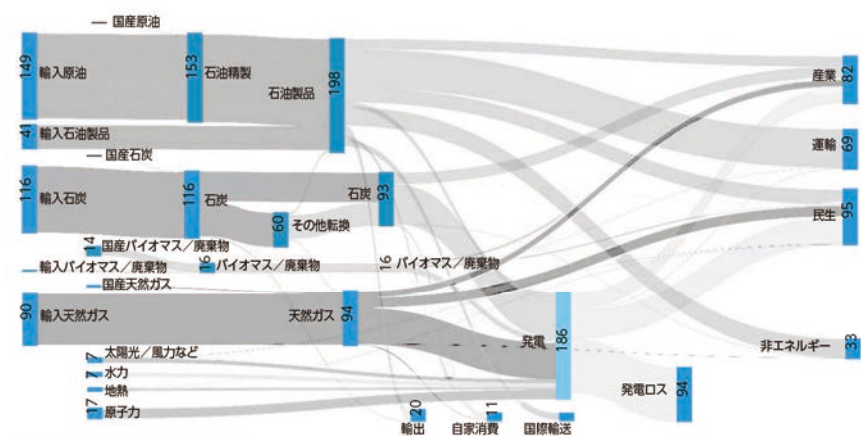 国産原油
149
輸入原油
153
石油精製
石油製品
198
41
輸入石油製品
国産石炭
116
輸入石炭
116
石炭
石炭
93
60
その他転換
14
国産バイオマス／廃棄物
輸入バイオマス／廃棄物
16
バイオマス／廃棄物
16
バイオマス／廃棄物
国産天然ガス
90
輸入天然ガス
天然ガス
94
7
太陽光／風力など
7
水力
地熱
17
原子力
発電
186
発電ロス
94
20
輸出
11
自家消費
国際輸送
産業
82
運輸
69
民生
95
非エネルギー
33